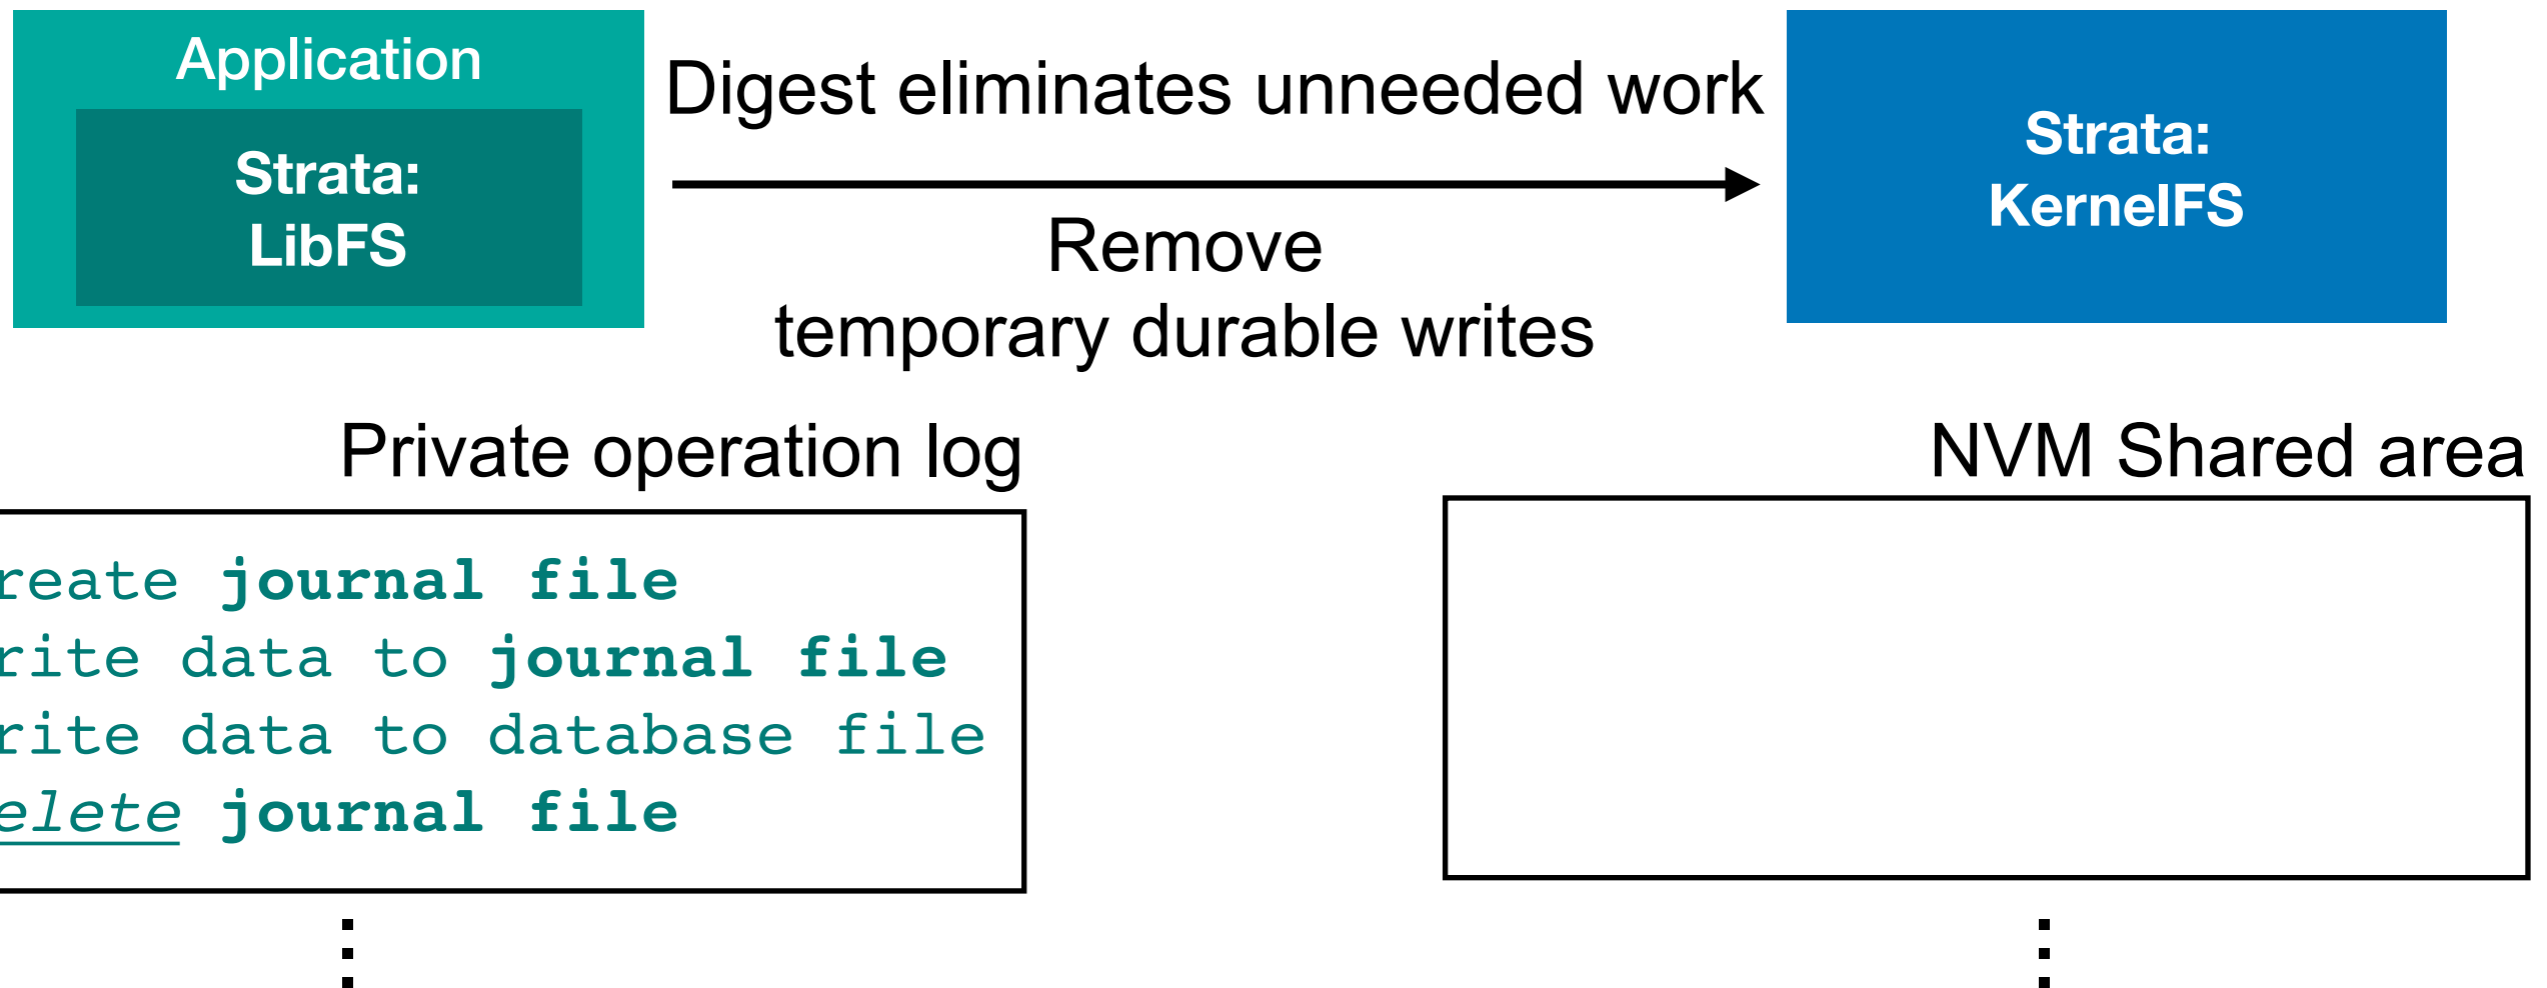 Application
Strata:
LibFS
Digest eliminates unneeded work
Remove
temporary durable writes
Strata:
KernelFS
Private operation log
reate journal file
rite data to journal file
rite data to database file
elete journal file
NVM Shared area